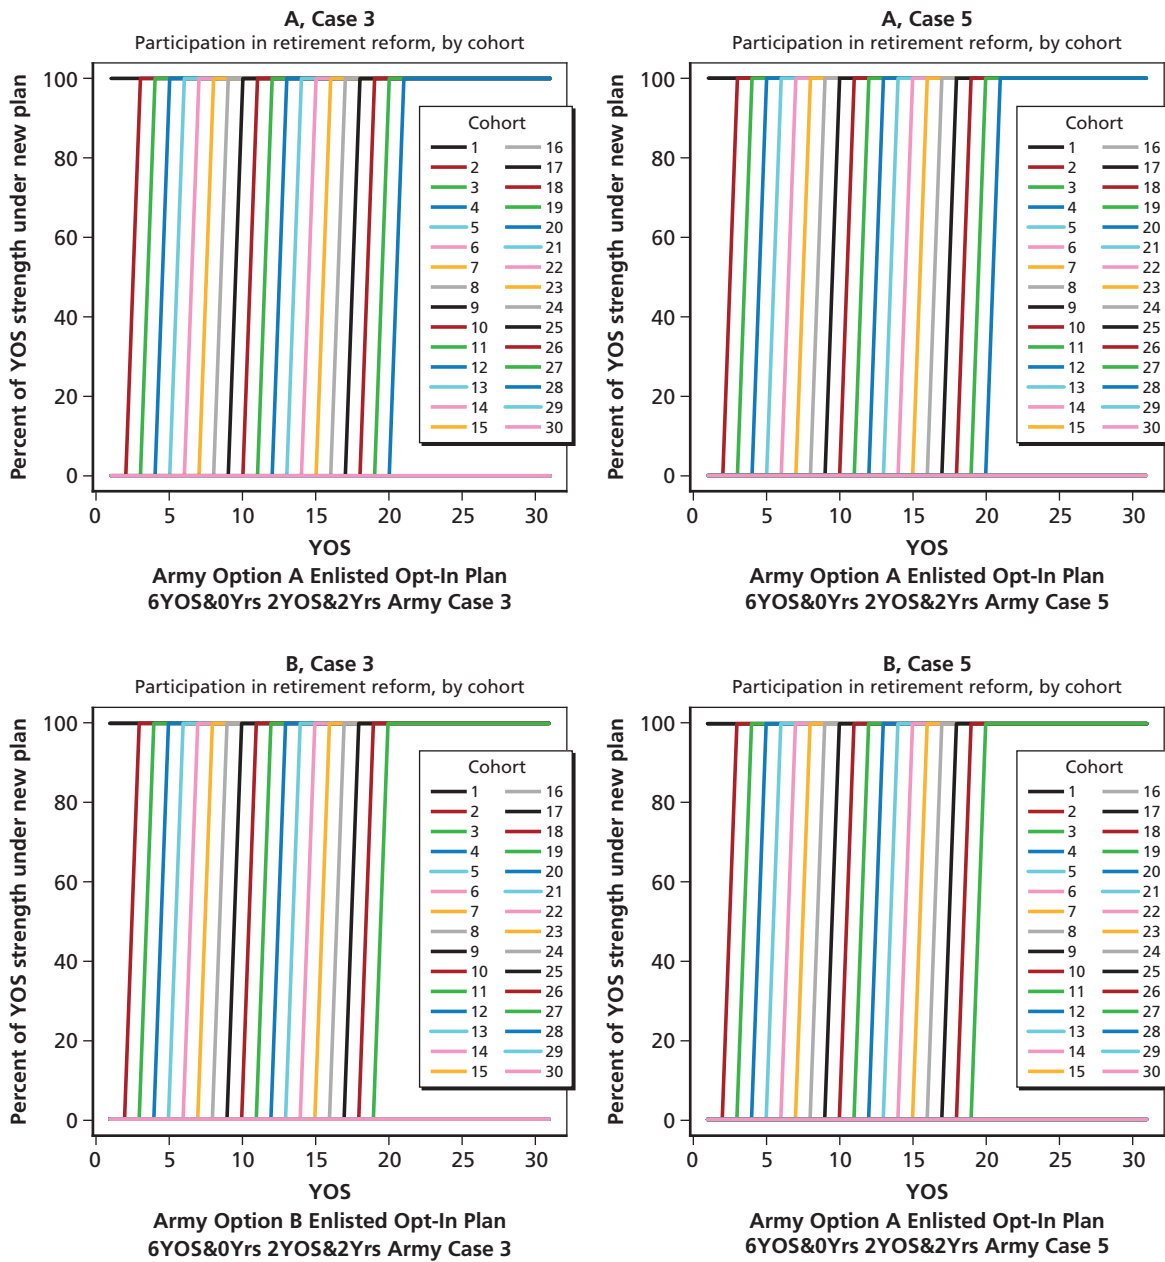 A, Case 3
Participation in retirement reform, by cohort
Percent of YOS strength under new plan
100
80
60
40
20
0
Cohort
1 16
2 17
3 18
4 19
5 20
6 21
7 22
8 23
9 24
10 25
11 26
12 27
13 28
14 29
15 30
0 5 10 15 20 25 30
YOS
Army Option A Enlisted Opt-In Plan
6YOS&0Yrs 2YOS&2Yrs Army Case 3
A, Case 5
Participation in retirement reform, by cohort
Percent of YOS strength under new plan
100
80
60
40
20
0
Cohort
1 16
2 17
3 18
4 19
5 20
6 21
7 22
8 23
9 24
10 25
11 26
12 27
13 28
14 29
15 30
0 5 10 15 20 25 30
YOS
Army Option A Enlisted Opt-In Plan
6YOS&0Yrs 2YOS&2Yrs Army Case 5
B, Case 3
Participation in retirement reform, by cohort
Percent of YOS strength under new plan
100
80
60
40
20
0
Cohort
1 16
2 17
3 18
4 19
5 20
6 21
7 22
8 23
9 24
10 25
11 26
12 27
13 28
14 29
15 30
0 5 10 15 20 25 30
YOS
Army Option B Enlisted Opt-In Plan
6YOS&0Yrs 2YOS&2Yrs Army Case 3
B, Case 5
Participation in retirement reform, by cohort
Percent of YOS strength under new plan
100
80
60
40
20
0
Cohort
1 16
2 17
3 18
4 19
5 20
6 21
7 22
8 23
9 24
10 25
11 26
12 27
13 28
14 29
15 30
0 5 10 15 20 25 30
YOS
Army Option A Enlisted Opt-In Plan
6YOS&0Yrs 2YOS&2Yrs Army Case 5